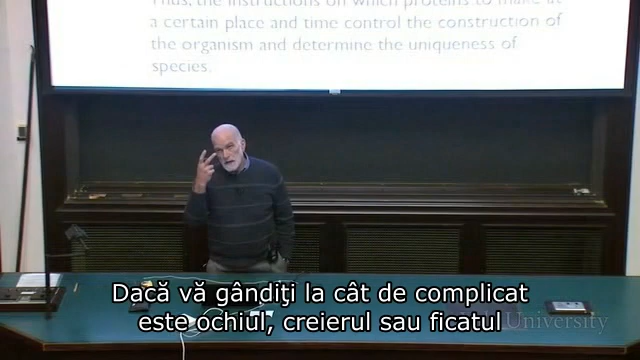 Thus, the instructions on which proteins to make at
a certain place and time control the construction of
the organism and determine the uniqueness of
species.
Dacă vă gândiţi la cât de complicat
este ochiul, creierul sau ficatul
University